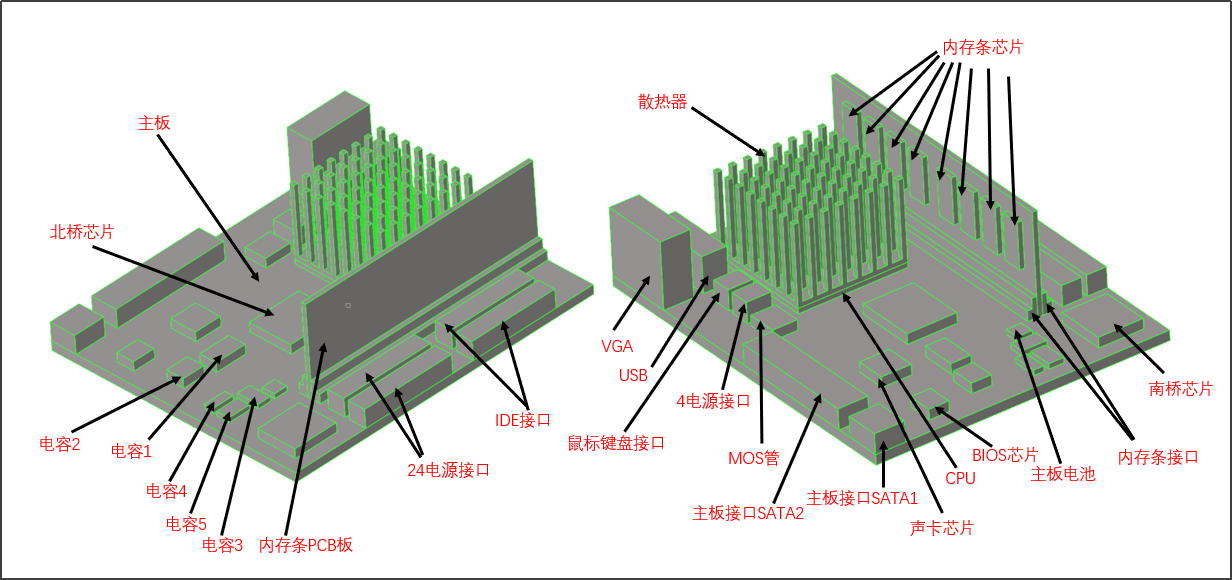 内存条芯片
散热器
主板
北桥芯片
VGA
USB
4电源接口
鼠标键盘接口
MOS管
主板接口SATA2
主板接口SATA1
CPU
BIOS芯片
声卡芯片
主板电池
内存条接口
南桥芯片
IDE接口
24电源接口
电容2
电容1
电容4
电容5
电容3
内存条PCB板